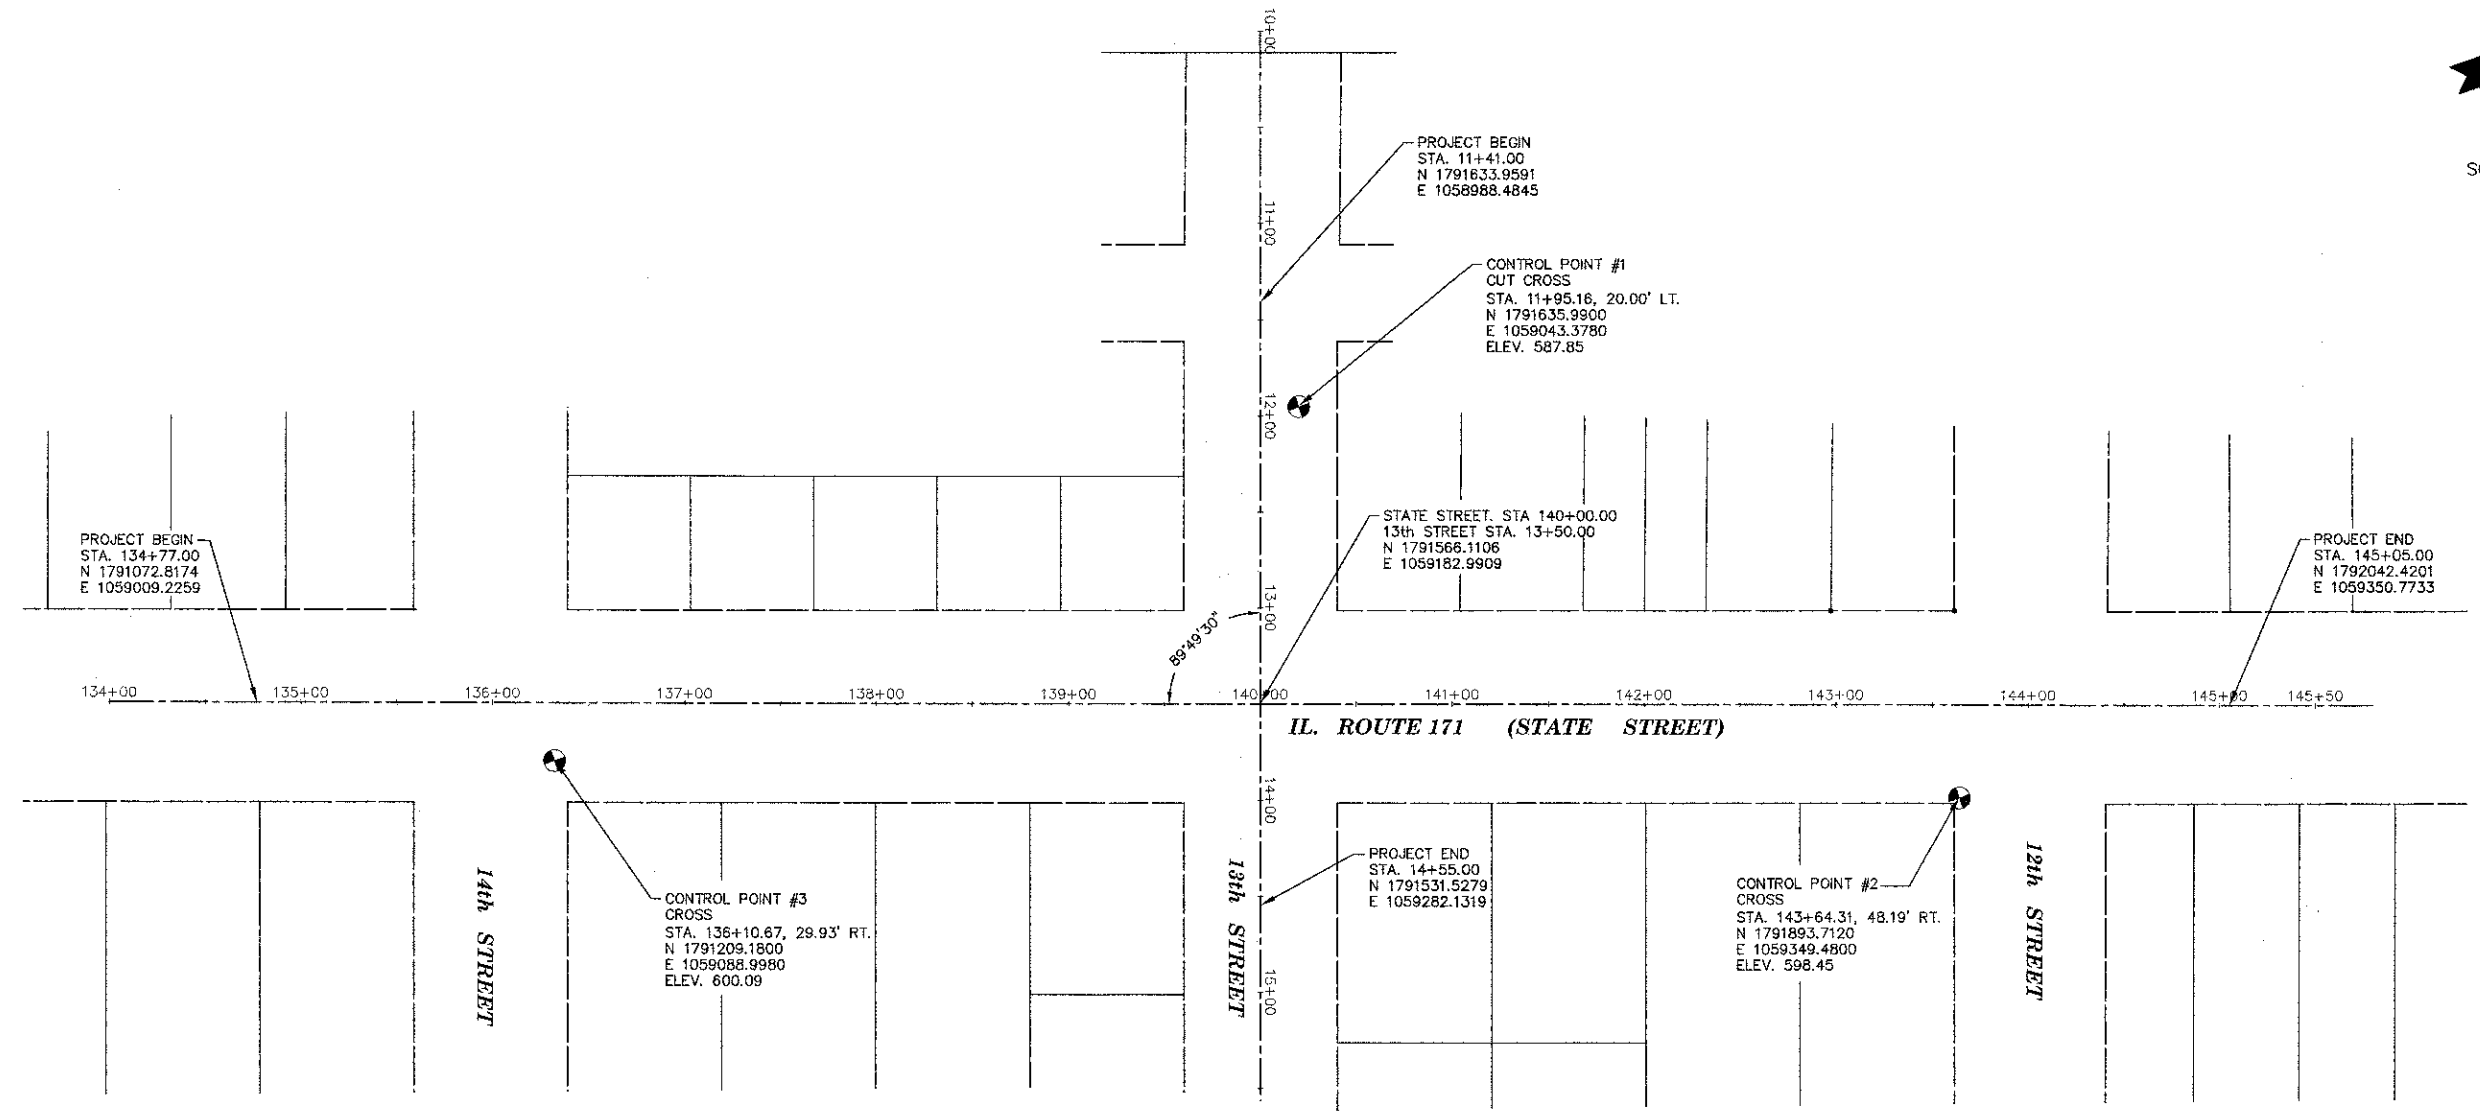 10+00
PROJECT BEGIN
STA. 11+41.00
N 1791633.9591
E 1058988.4845
11+00
CONTROL POINT #1
CUT CROSS
STA. 11+95.16, 20.00' LT.
N 1791635.9900
E 1059043.3780
ELEV. 587.85
12+00
PROJECT BEGIN
STA. 134+77.00
N 1791072.8174
E 1059009.2259
STATE STREET. STA 140+00.00
13th STREET STA. 13+50.00
N 1791566.1106
E 1059182.9909
PROJECT END
STA. 145+05.00
N 1792042.4201
E 1059350.7733
13+00
89°49'30"
134+00
135+00
136+00
137+00
138+00
139+00
140+00
141+00
142+00
143+00
144+00
145+00
145+50
IL. ROUTE 171 (STATE STREET)
14+00
14th STREET
CONTROL POINT #3
CROSS
STA. 136+10.67, 29.93' RT.
N 1791209.1800
E 1059088.9980
ELEV. 600.09
13th STREET
PROJECT END
STA. 14+55.00
N 1791531.5279
E 1059282.1319
15+00
CONTROL POINT #2
CROSS
STA. 143+64.31, 48.19' RT.
N 1791893.7120
E 1059349.4800
ELEV. 598.45
12th STREET